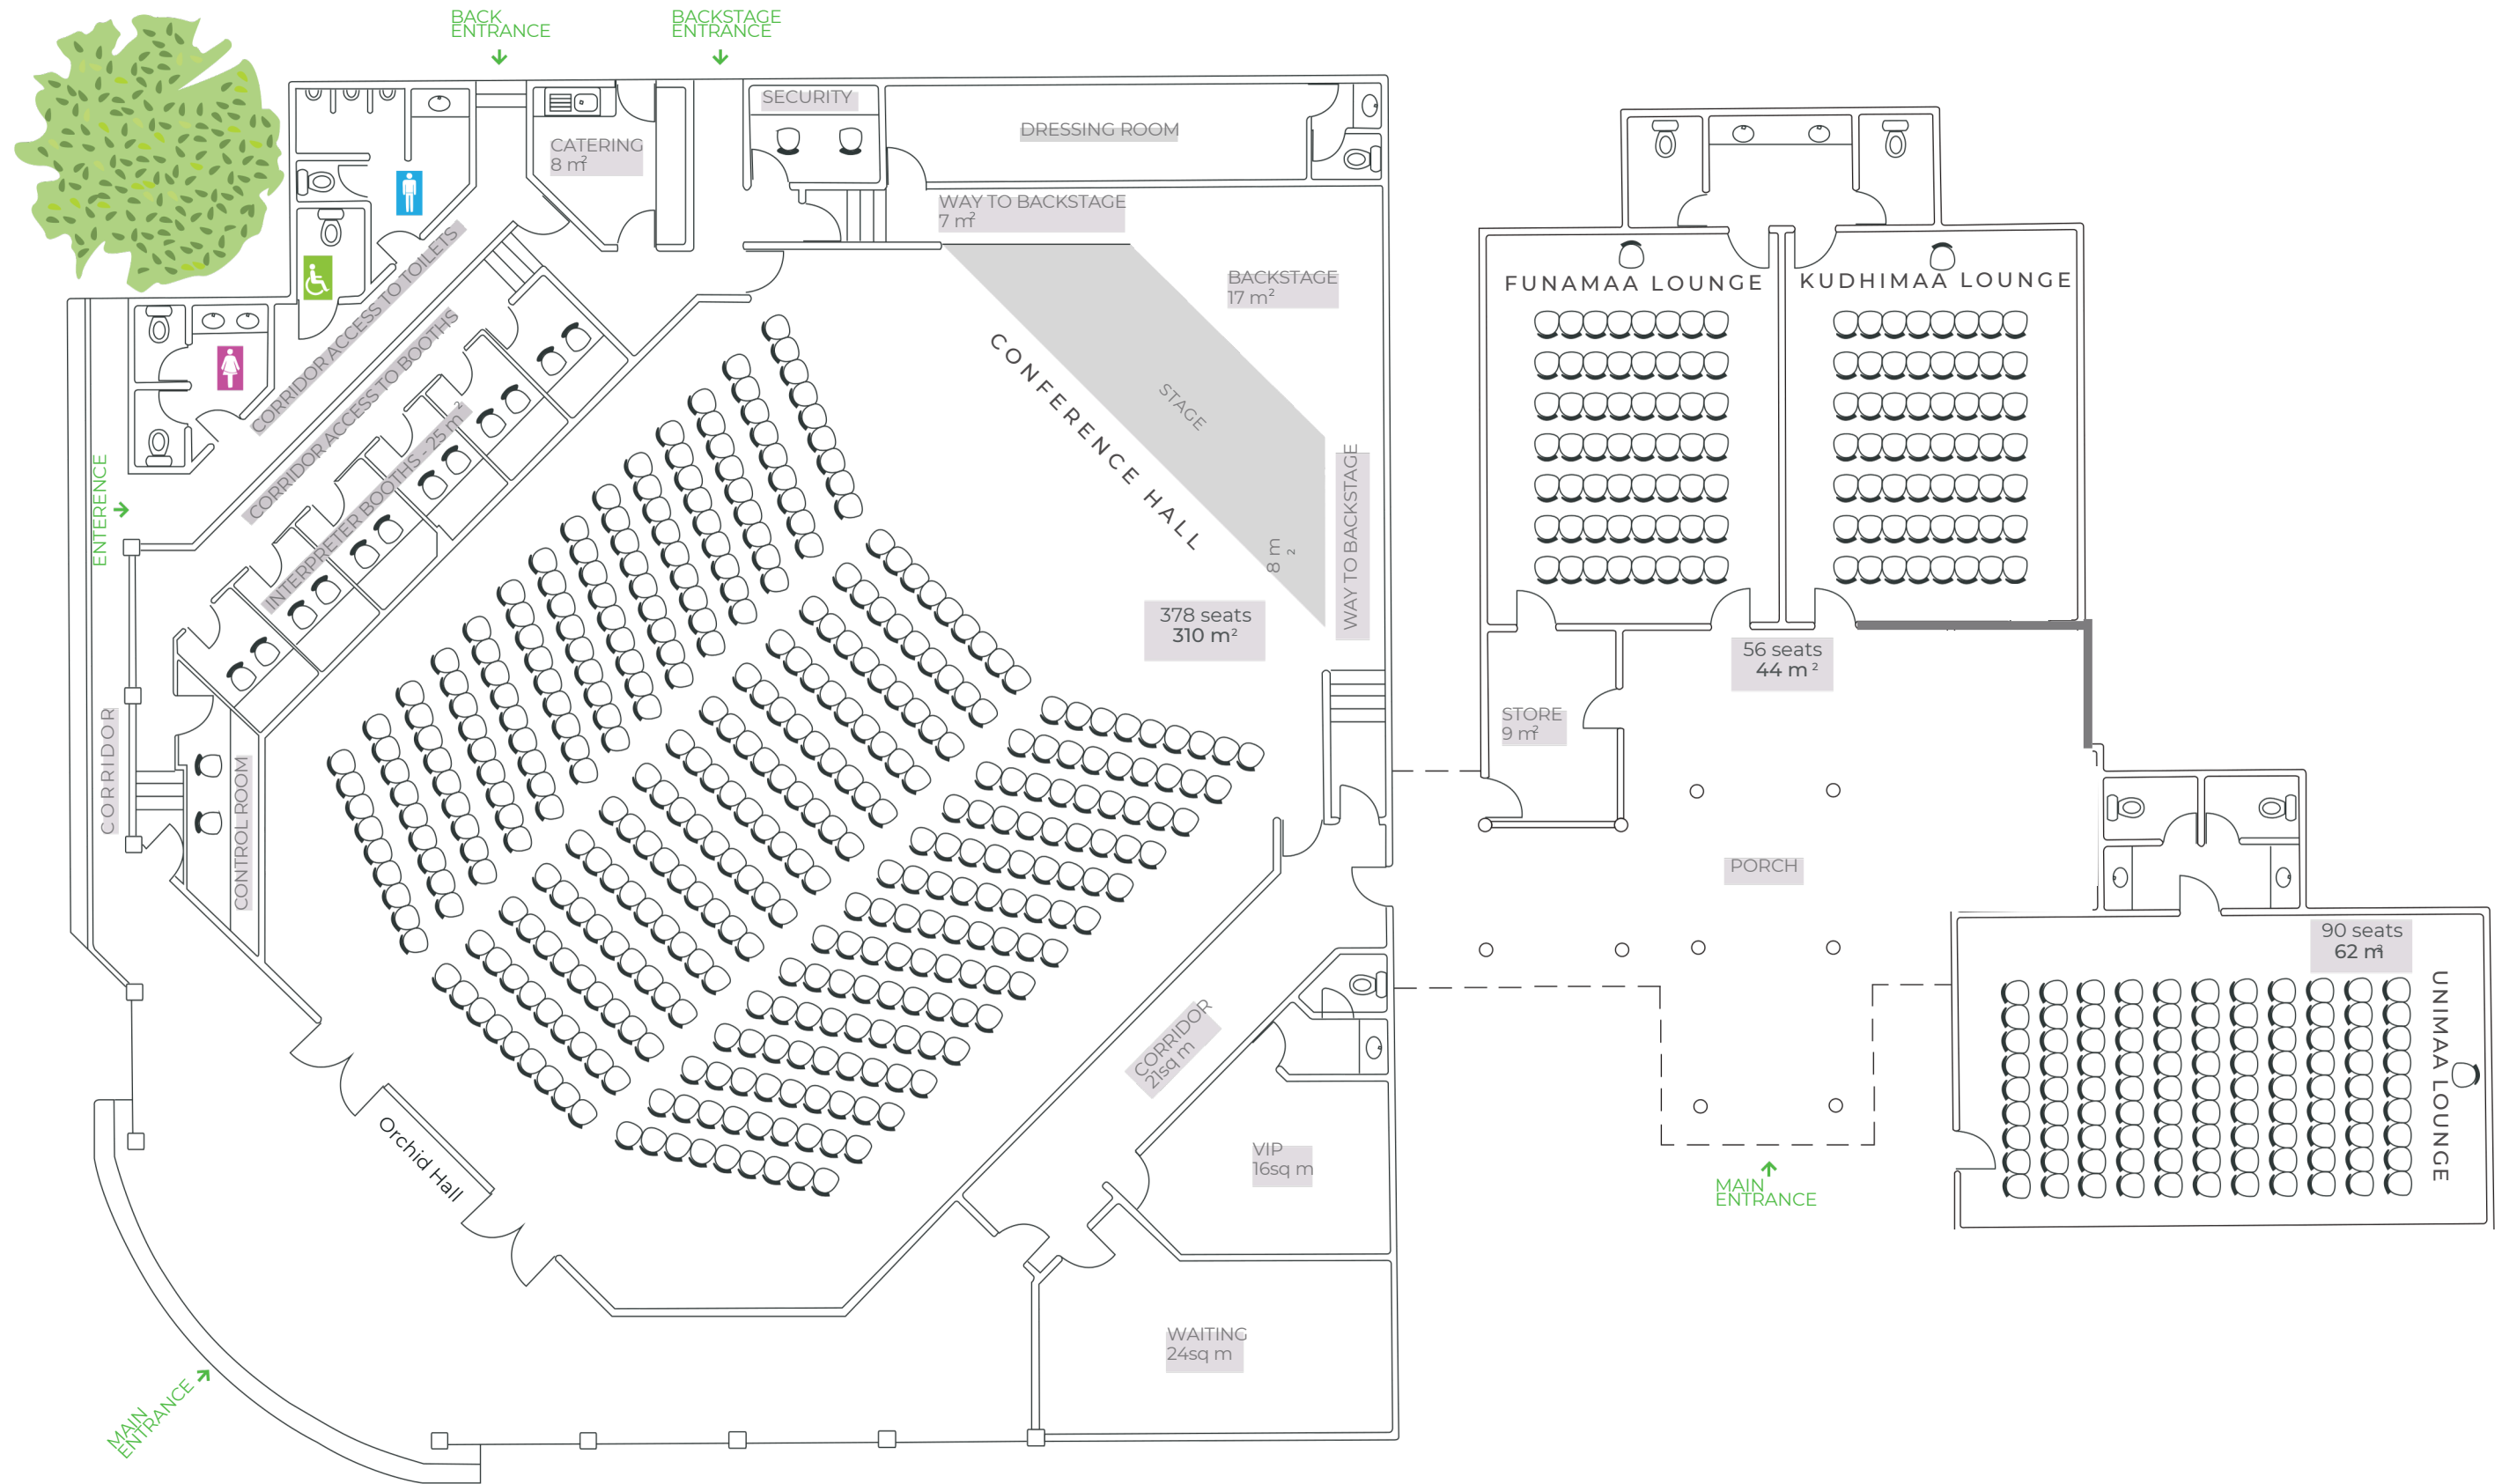 BACK
ENTRANCE
BACKSTAGE
ENTRANCE
SECURITY
DRESSING ROOM
CATERING
8 m²
WAY TO BACKSTAGE
7 m²
BACKSTAGE
17 m²
CORRIDOR ACCESS TO TOILETS
CORRIDOR ACCESS TO BOOTHS
INTERPRETER BOOTHS - 25 m²
ENTERENCE
CORRIDOR
CONTROLROOM
CONFERENCE HALL
STAGE
8 m²
WAY TO BACKSTAGE
378 seats
310 m²
FUNAMAA LOUNGE
KUDHIMAA LOUNGE
56 seats
44 m²
STORE
9 m²
PORCH
90 seats
62 m²
UNIMAA LOUNGE
CORRIDOR
21sq m
VIP
16sq m
MAIN
ENTRANCE
Orchid Hall
WAITING
24sq m
MAIN
ENTRANCE